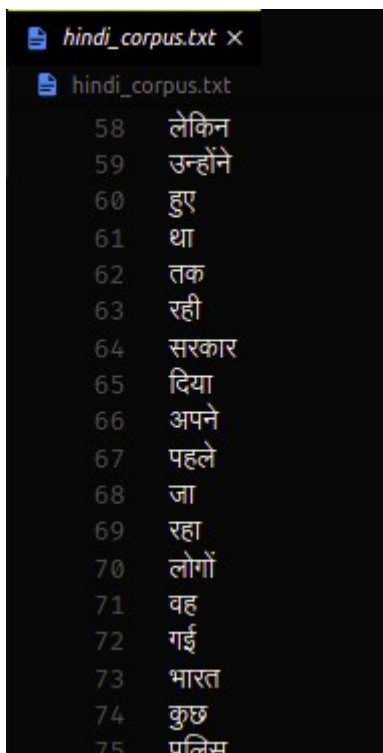 hindi_corpus.txt ×
hindi_corpus.txt
58 लेकिन
59 उन्होंने
60 हुए
61 था
62 तक
63 रही
64 सरकार
65 दिया
66 अपने
67 पहले
68 जा
69 रहा
70 लोगों
71 वह
72 गई
73 भारत
74 कुछ
75 पुलिस